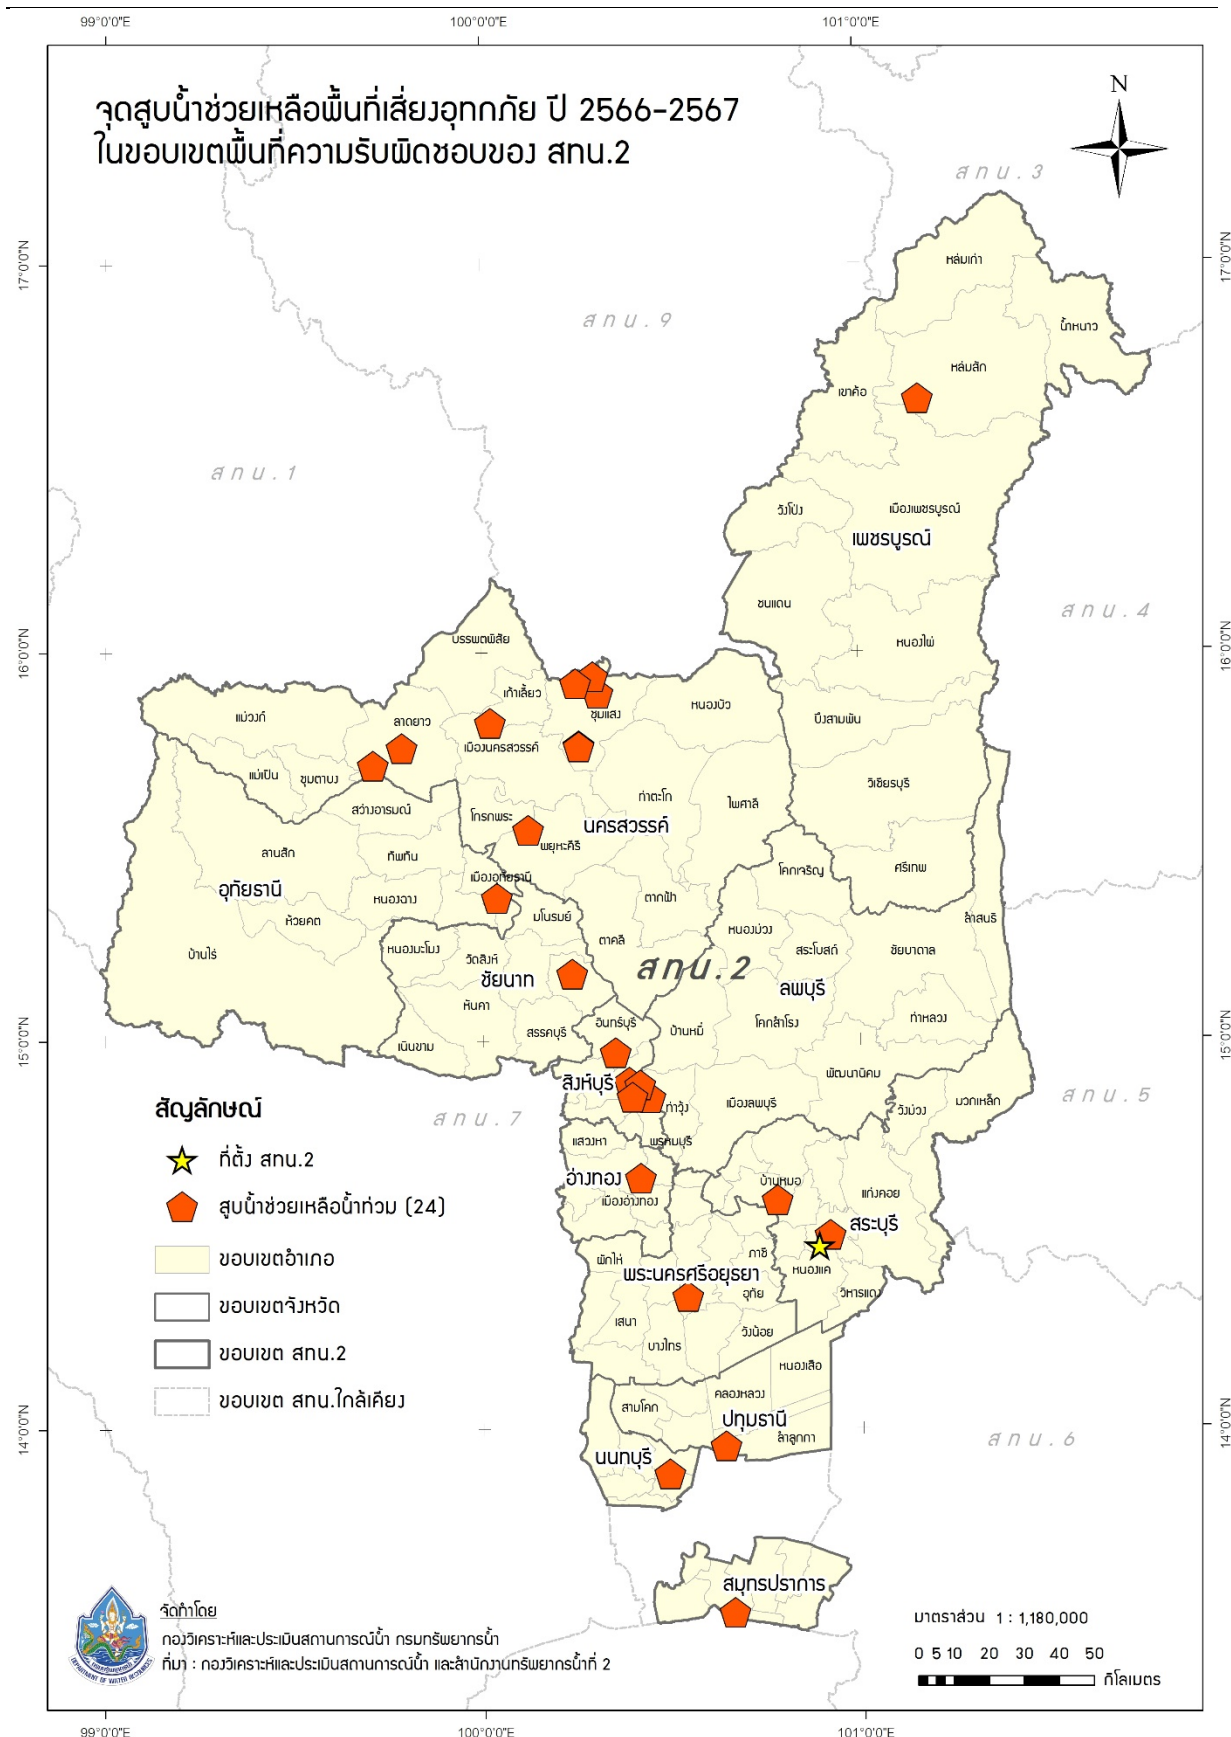 99°0'0"E 100°0'0"E 101°0'0"E
จุดสูบน้ำช่วยเหลือพื้นที่เสี่ยงอุทกภัย ปี 2566-2567
ในขอบเขตพื้นที่ความรับผิดชอบของ สทน.2
N
สทน.3
หล่มเก่า
17°0'0"N
17°0'0"N
สทน.9
น้ำหนาว
หล่มสัก
เขาค้อ
สทน.1
วังโป่ง
เมืองเพชรบูรณ์
เพชรบูรณ์
ชนแดน
สทน.4
หนองไผ่
บรรพตพิสัย
16°0'0"N
16°0'0"N
เก้าเลี้ยว
หนองบัว
ชุมแสง
บึงสามพัน
แม่วงก์
ลาดยาว
เมืองนครสวรรค์
แม่เปิน
ชุมตาบง
ท่าตะโก
วิเชียรบุรี
ไพศาลี
สว่างอารมณ์
โกรกพระ
นครสวรรค์
พยุหะคีรี
ลานสัก
ทัพทัน
โคกเจริญ
ศรีเทพ
อุทัยธานี
เมืองอุทัยธานี
หนองฉาง
ตากฟ้า
ห้วยคต
มโนรมย์
ลำสนธิ
หนองม่วง
บ้านไร่
หนองมะโมง
ตาคลี
สระโบสถ์
ชัยบาดาล
วัดสิงห์
ชัยนาท
สทน.2
ลพบุรี
หันคา
อินทร์บุรี
บ้านหมี่
โคกสำโรง
ท่าหลวง
สรรคบุรี
15°0'0"N
15°0'0"N
เนินขาม
พัฒนานิคม
สิงห์บุรี
สทน.5
ท่าวุ้ง
เมืองลพบุรี
วังม่วง
มวกเหล็ก
สทน.7
พรหมบุรี
แสวงหา
อ่างทอง
เมืองอ่างทอง
บ้านหมอ
แก่งคอย
สระบุรี
ผักไห่
ภาชี
หนองแค
พระนครศรีอยุธยา
อุทัย
วิหารแดง
เสนา
วังน้อย
บางไทร
หนองเสือ
สามโคก
คลองหลวง
ปทุมธานี
ลำลูกกา
14°0'0"N
14°0'0"N
สทน.6
นนทบุรี
สมุทรปราการ
สัญลักษณ์
ที่ตั้ง สทน.2
สูบน้ำช่วยเหลือน้ำท่วม (24)
ขอบเขตอำเภอ
ขอบเขตจังหวัด
ขอบเขต สทน.2
ขอบเขต สทน.ใกล้เคียง
จัดทำโดย
กองวิเคราะห์และประเมินสถานการณ์น้ำ กรมทรัพยากรน้ำ
ที่มา : กองวิเคราะห์และประเมินสถานการณ์น้ำ และสำนักงานทรัพยากรน้ำที่ 2
DEPARTMENT OF WATER RESOURCES
มาตราส่วน 1 : 1,180,000
0 5 10 20 30 40 50
กิโลเมตร
99°0'0"E 100°0'0"E 101°0'0"E